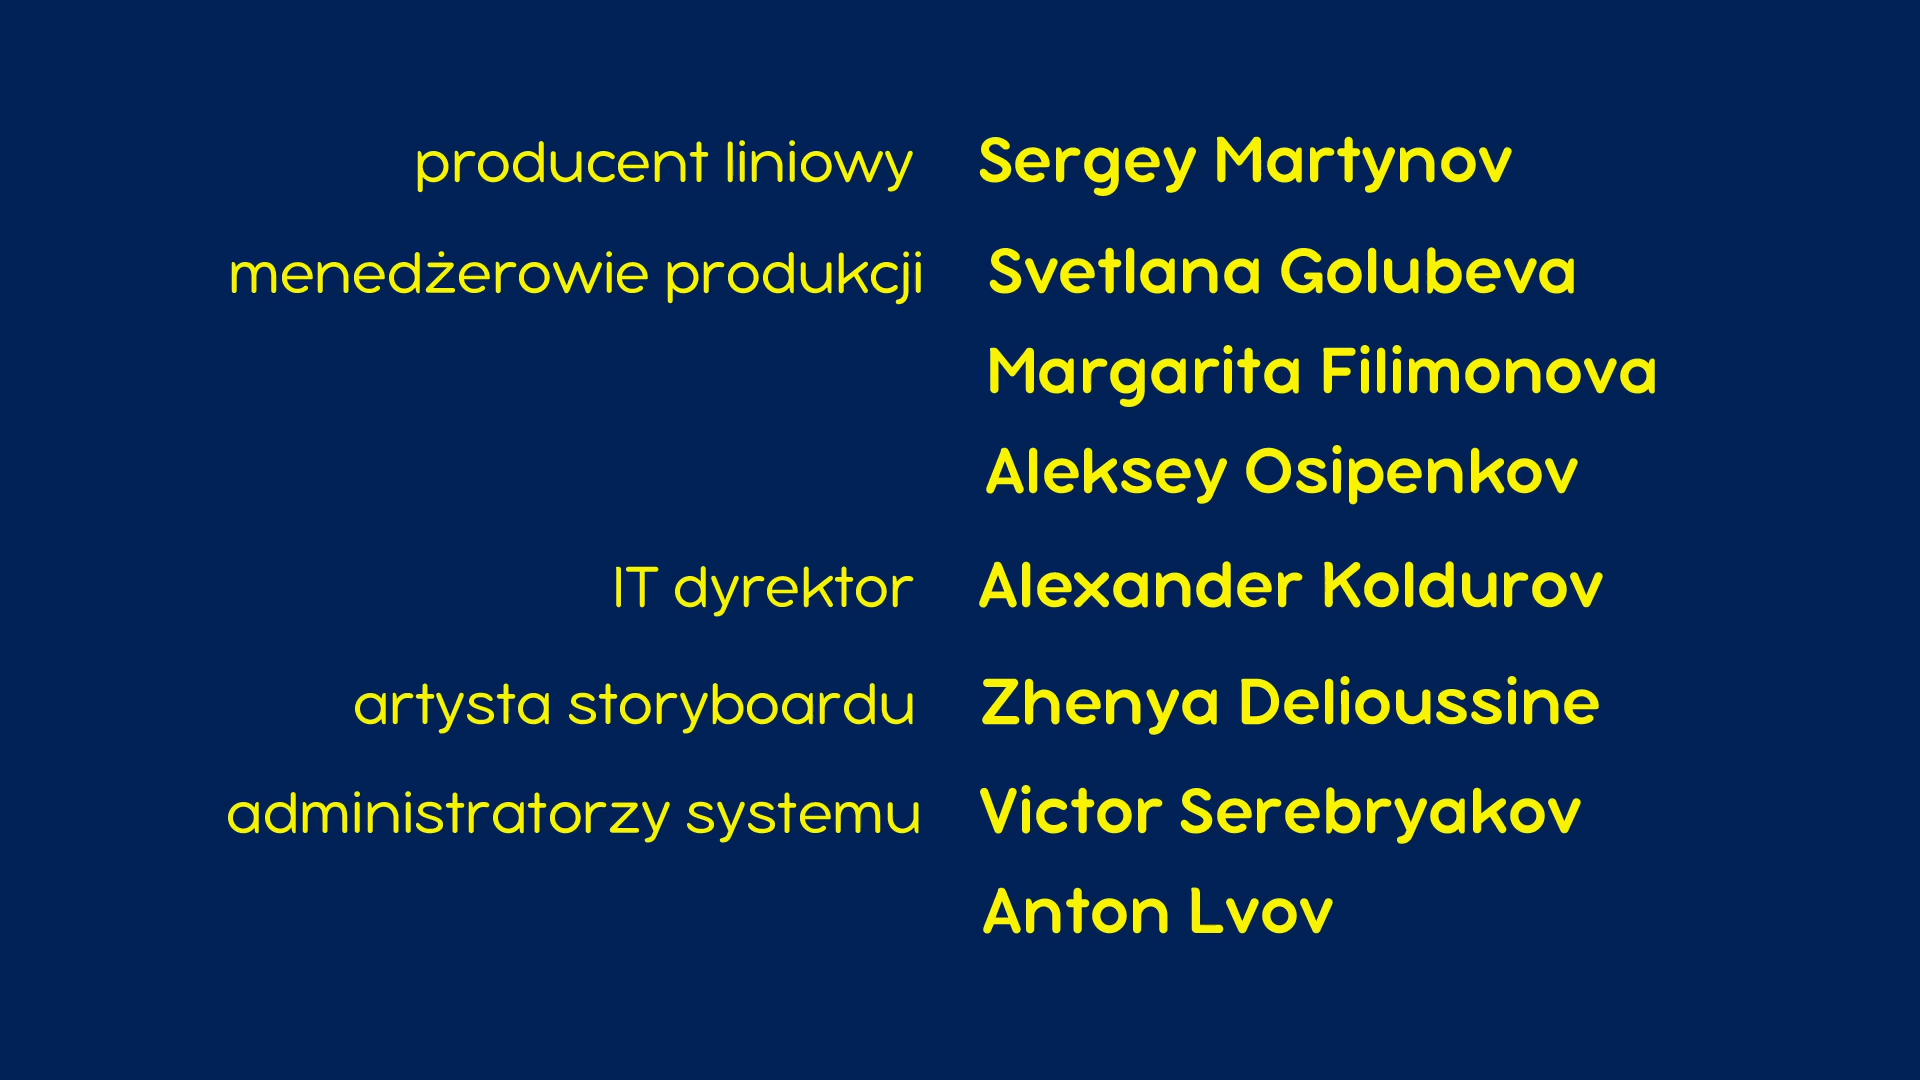 producent liniowy Sergey Martynov
menedżerowie produkcji Svetlana Golubeva
Margarita Filimonova
Aleksey Osipenkov
IT dyrektor Alexander Koldurov
artysta storyboardu Zhenya Delioussine
administratorzy systemu Victor Serebryakov
Anton Lvov